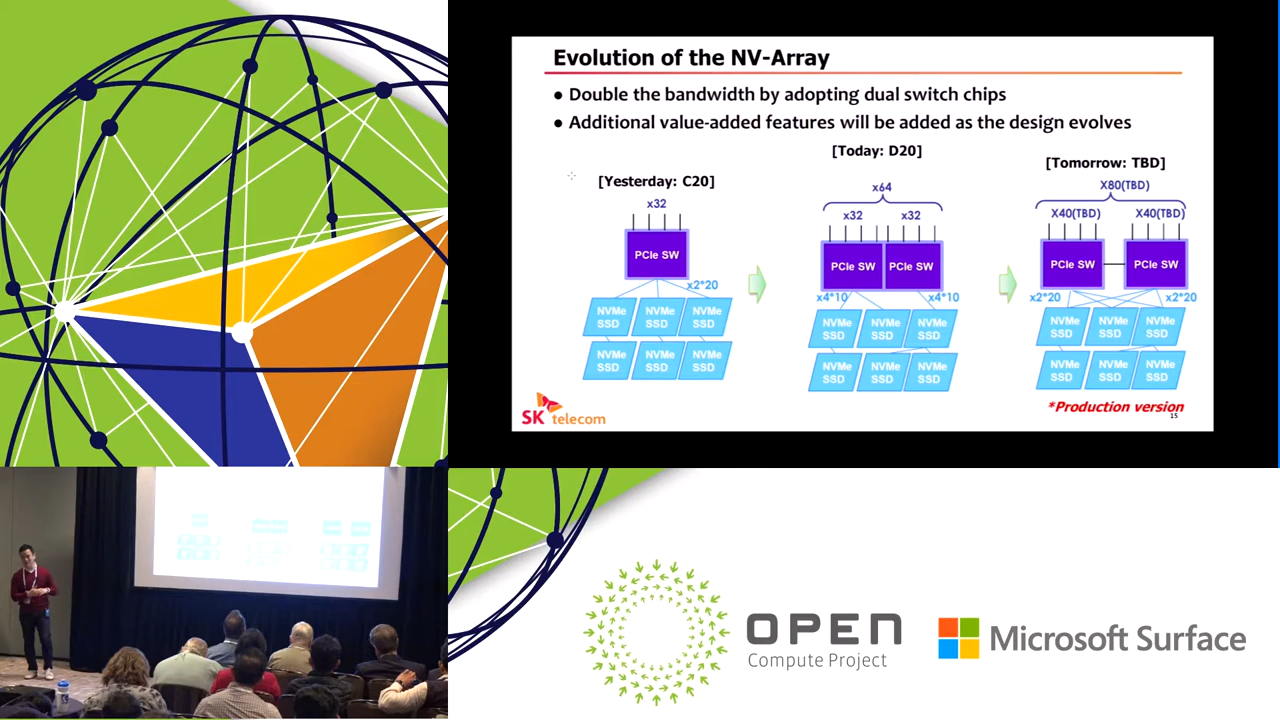 Evolution of the NV-Array
● Double the bandwidth by adopting dual switch chips
● Additional value-added features will be added as the design evolves
[Yesterday: C20]
x32
PCIe SW
x2*20
NVMe SSD
NVMe SSD
NVMe SSD
NVMe SSD
NVMe SSD
NVMe SSD
[Today: D20]
x64
x32
x32
PCIe SW
PCIe SW
x4*10
x4*10
NVMe SSD
NVMe SSD
NVMe SSD
NVMe SSD
NVMe SSD
NVMe SSD
[Tomorrow: TBD]
X80(TBD)
X40(TBD)
X40(TBD)
PCIe SW
PCIe SW
x2*20
x2*20
NVMe SSD
NVMe SSD
NVMe SSD
NVMe SSD
NVMe SSD
NVMe SSD
*Production version
15
SK telecom
OPEN
Compute Project
Microsoft Surface